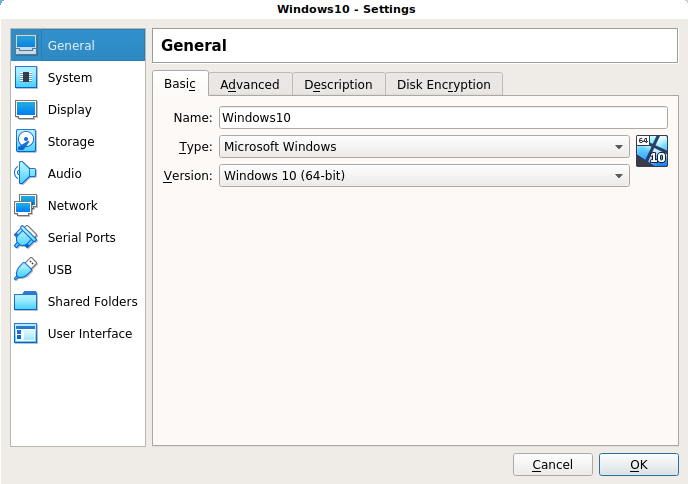 Windows10 - Settings
General
System
Display
Storage
Audio
Network
Serial Ports
USB
Shared Folders
User Interface
General
Basic Advanced Description Disk Encryption
Name: Windows10
Type: Microsoft Windows
64
10
Version: Windows 10 (64-bit)
Cancel OK